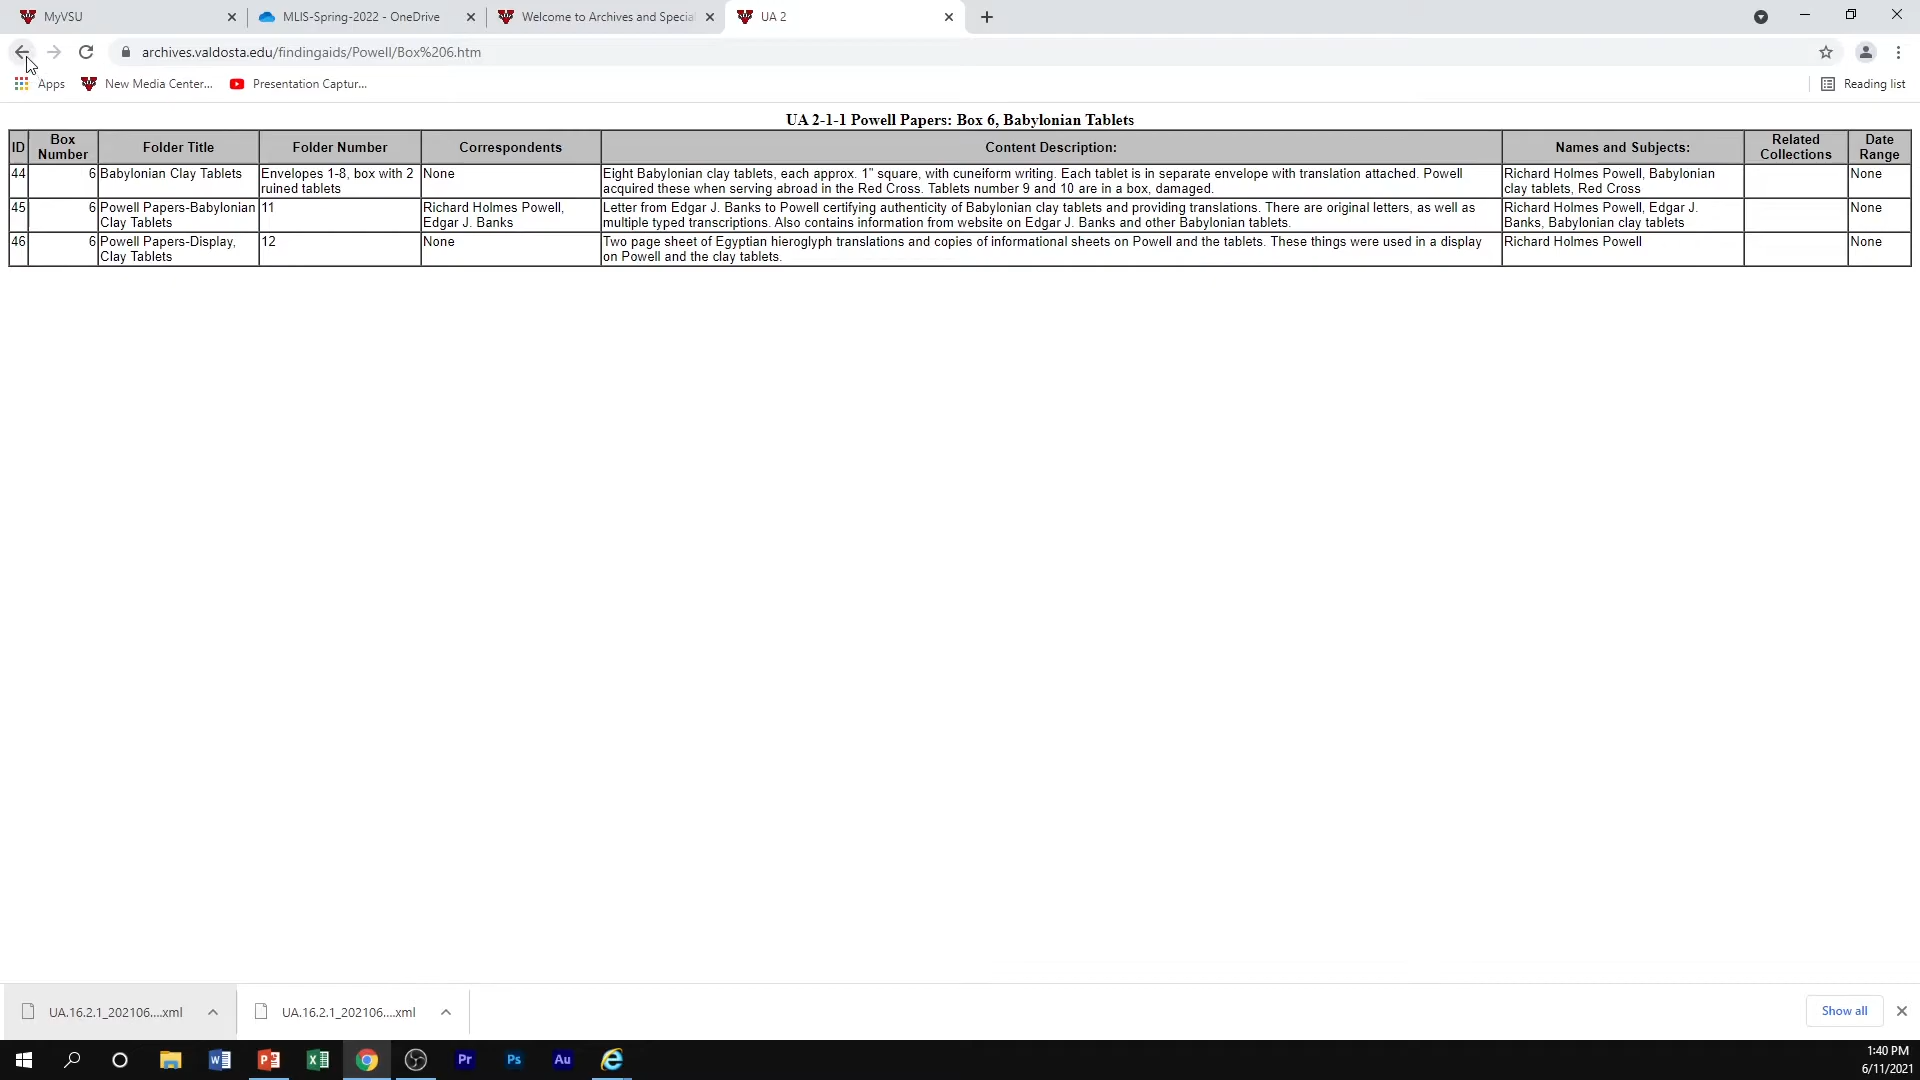 MyVSU
MLIS-Spring-2022 - OneDrive
Welcome to Archives and Specia
UA 2
archives.valdosta.edu/findingaids/Powell/Box%206.htm
Apps
New Media Center...
Presentation Captur...
Reading list
UA 2-1-1 Powell Papers: Box 6, Babylonian Tablets
ID
Box
Number
Folder Title
Folder Number
Correspondents
Content Description:
Names and Subjects:
Related
Collections
Date
Range
44
6
Babylonian Clay Tablets
Envelopes 1-8, box with 2
ruined tablets
None
Eight Babylonian clay tablets, each approx. 1" square, with cuneiform writing. Each tablet is in separate envelope with translation attached. Powell
acquired these when serving abroad in the Red Cross. Tablets number 9 and 10 are in a box, damaged.
Richard Holmes Powell, Babylonian
clay tablets, Red Cross
None
45
6
Powell Papers-Babylonian
Clay Tablets
11
Richard Holmes Powell,
Edgar J. Banks
Letter from Edgar J. Banks to Powell certifying authenticity of Babylonian clay tablets and providing translations. There are original letters, as well as
multiple typed transcriptions. Also contains information from website on Edgar J. Banks and other Babylonian tablets.
Richard Holmes Powell, Edgar J.
Banks, Babylonian clay tablets
None
46
6
Powell Papers-Display,
Clay Tablets
12
None
Two page sheet of Egyptian hieroglyph translations and copies of informational sheets on Powell and the tablets. These things were used in a display
on Powell and the clay tablets.
Richard Holmes Powell
None
UA.16.2.1_202106....xml
UA.16.2.1_202106....xml
Show all
Pr
Ps
Au
1:40 PM
6/11/2021